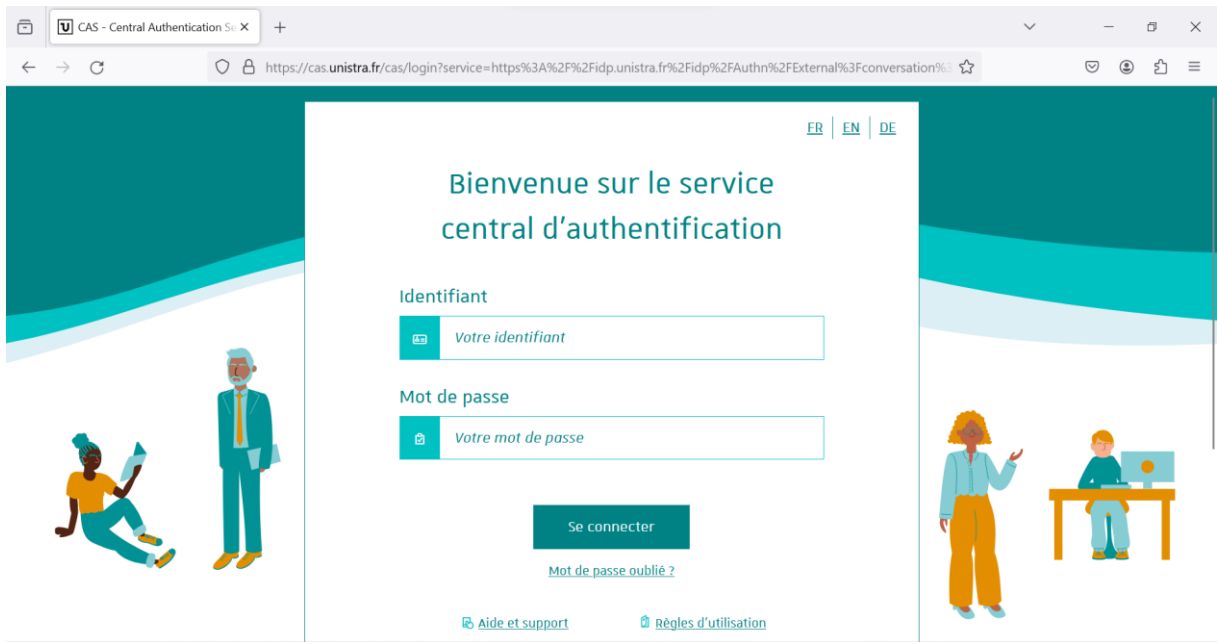 CAS - Central Authentication Se
https://cas.unistra.fr/cas/login?service=https%3A%2F%2Fidp.unistra.fr%2Fidp%2FAuthn%2FExternal%3Fconversation%3
FR EN DE
Bienvenue sur le service
central d'authentification
Identifiant
Votre identifiant
Mot de passe
Votre mot de passe
Se connecter
Mot de passe oublié ?
Aide et support Règles d'utilisation